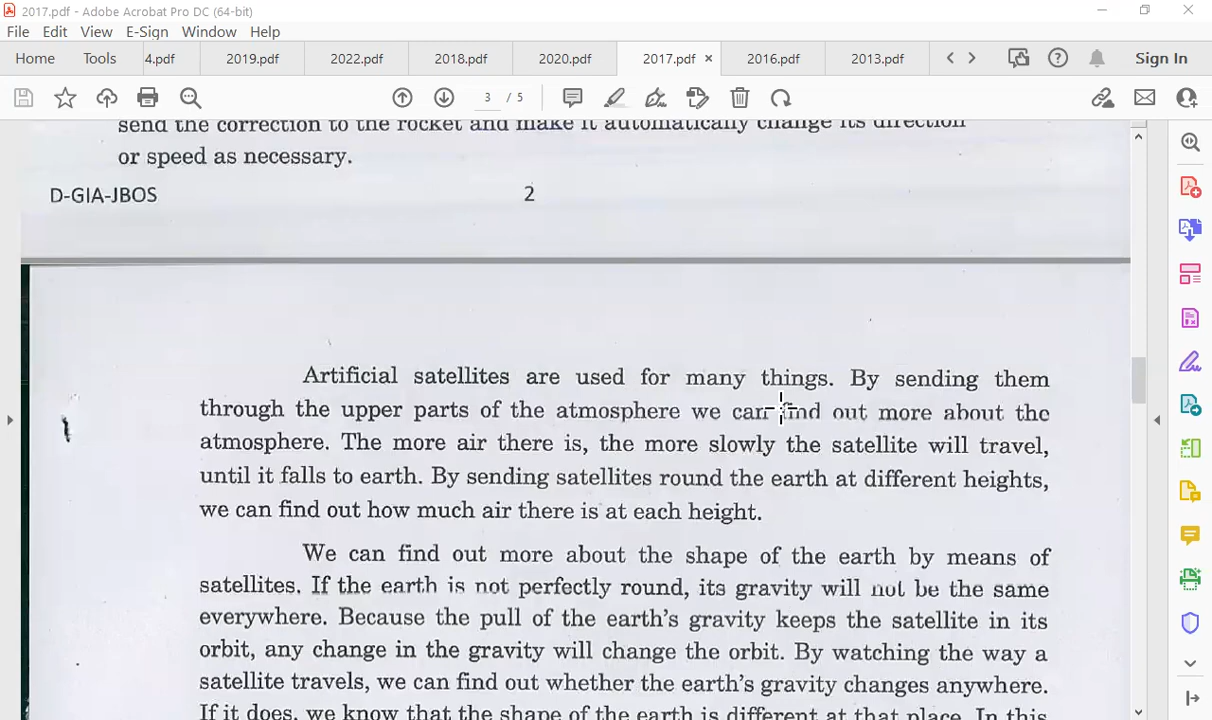 2017.pdf - Adobe Acrobat Pro DC (64-bit)
File Edit View E-Sign Window Help
Home Tools 4.pdf 2019.pdf 2022.pdf 2018.pdf 2020.pdf 2017.pdf × 2016.pdf 2013.pdf Sign In
3 / 5
send the correction to the rocket and make it automatically change its direction
or speed as necessary.
D-GIA-JBOS 2
Artificial satellites are used for many things. By sending them
through the upper parts of the atmosphere we can find out more about the
atmosphere. The more air there is, the more slowly the satellite will travel,
until it falls to earth. By sending satellites round the earth at different heights,
we can find out how much air there is at each height.
We can find out more about the shape of the earth by means of
satellites. If the earth is not perfectly round, its gravity will not be the same
everywhere. Because the pull of the earth's gravity keeps the satellite in its
orbit, any change in the gravity will change the orbit. By watching the way a
satellite travels, we can find out whether the earth's gravity changes anywhere.
If it does, we know that the shape of the earth is different at that place. In this